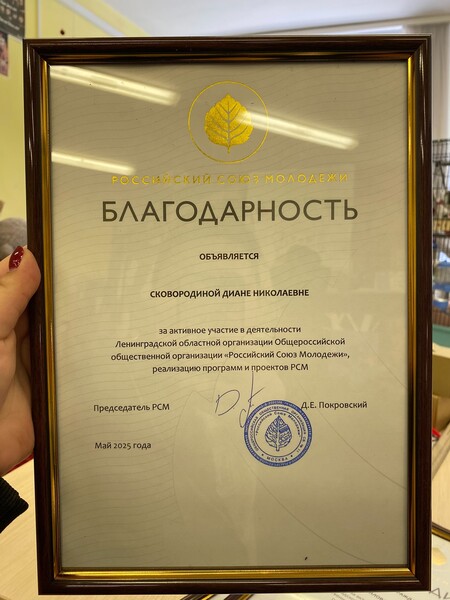 РОССИЙСКИЙ СОЮЗ МОЛОДЕЖИ
БЛАГОДАРНОСТЬ
ОБЪЯВЛЯЕТСЯ
СКОВОРОДИНОЙ ДИАНЕ НИКОЛАЕВНЕ
за активное участие в деятельности
Ленинградской областной организации Общероссийской
общественной организации «Российский Союз Молодежи»,
реализацию программ и проектов РСМ
Председатель РСМ
Д.Е. Покровский
МОСКВА
Май 2025 года